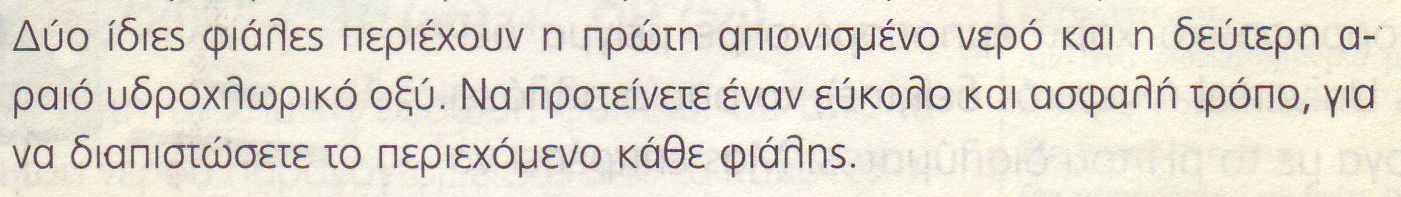 Δύο ίδιες φιάλες περιέχουν η πρώτη απιονισμένο νερό και η δεύτερη α-
ραιό υδροχλωρικό οξύ. Να προτείνετε έναν εύκολο και ασφαλή τρόπο, για
να διαπιστώσετε το περιεχόμενο κάθε φιάλης.